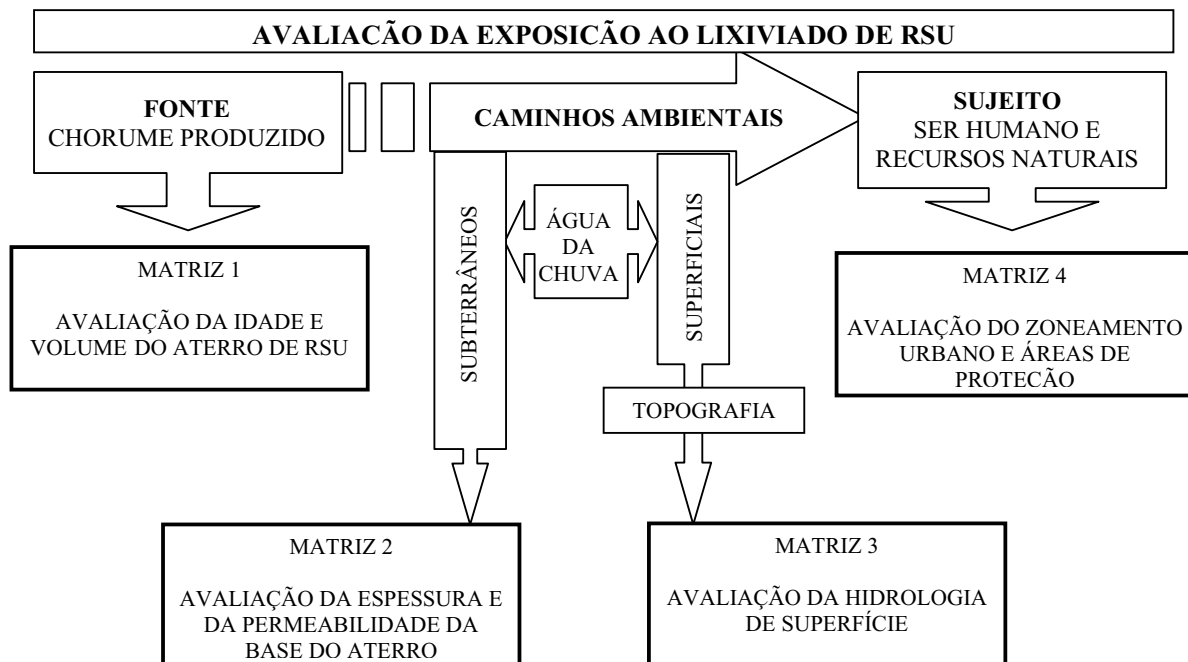 AVALIACÃO DA EXPOSICÃO AO LIXIVIADO DE RSU
FONTE
CHORUME PRODUZIDO
CAMINHOS AMBIENTAIS
SUJEITO
SER HUMANO E
RECURSOS NATURAIS
SUBTERRÂNEOS
ÁGUA
DA
CHUVA
SUPERFICIAIS
TOPOGRAFIA
MATRIZ 1
AVALIAÇÃO DA IDADE E
VOLUME DO ATERRO DE RSU
MATRIZ 4
AVALIAÇÃO DO ZONEAMENTO
URBANO E ÁREAS DE
PROTECÃO
MATRIZ 2
AVALIAÇÃO DA ESPESSURA E
DA PERMEABILIDADE DA
BASE DO ATERRO
MATRIZ 3
AVALIAÇÃO DA HIDROLOGIA
DE SUPERFÍCIE